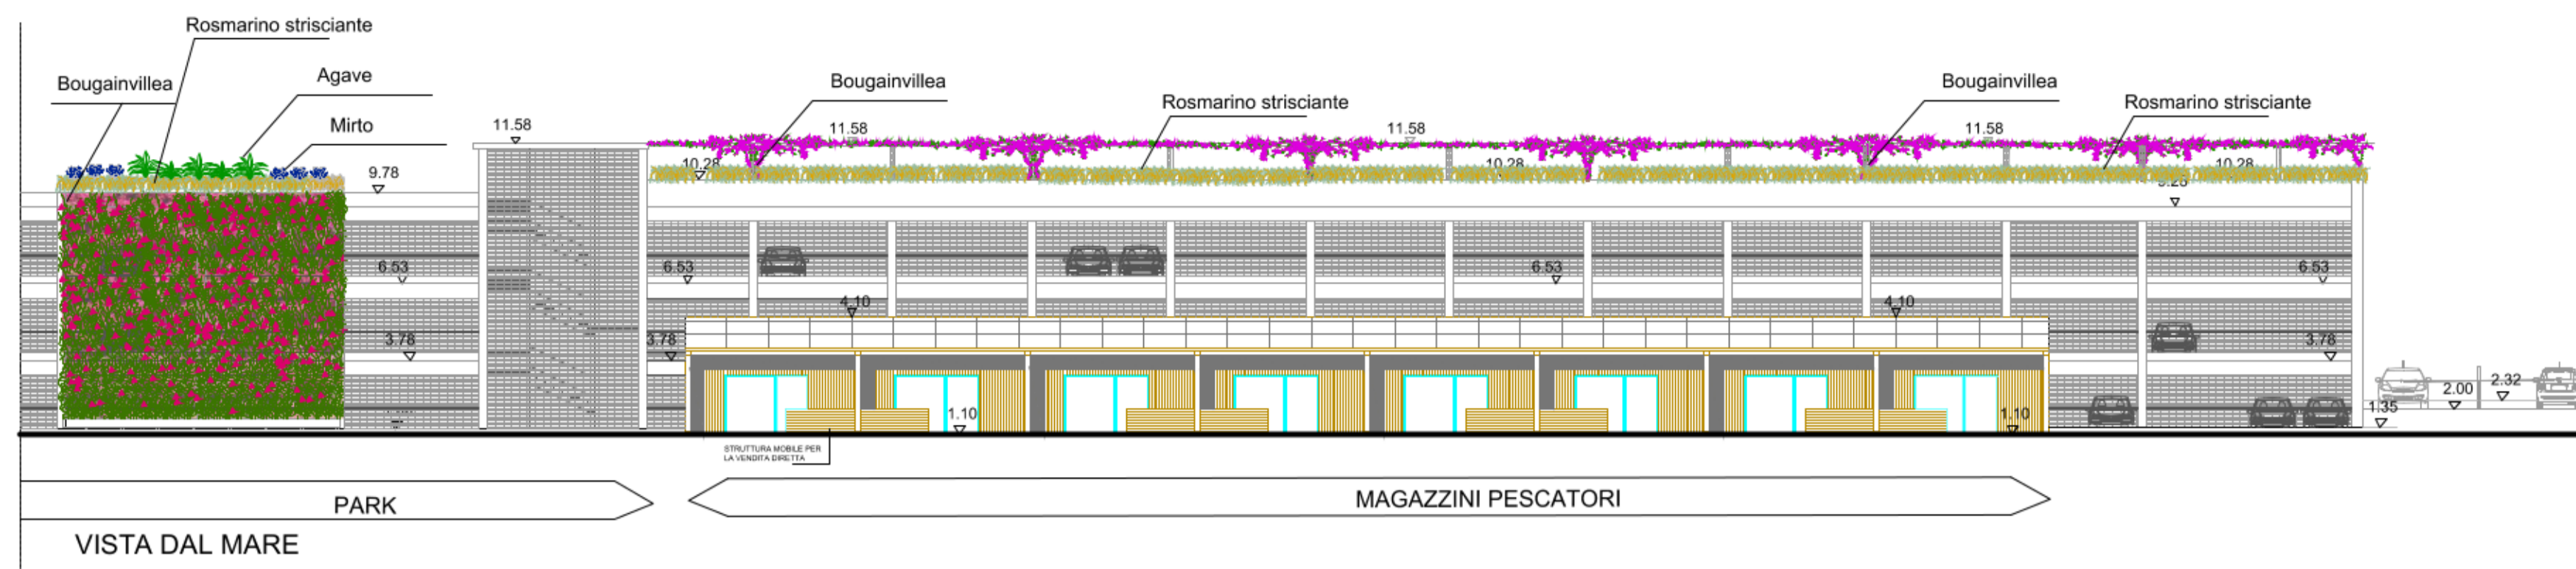 Rosmarino strisciante
Bougainvillea
Agave
Mirto
Bougainvillea
Rosmarino strisciante
Bougainvillea
Rosmarino strisciante
11.58
11.58
11.58
11.58
9.78
10.28
10.28
10.28
9.28
6.53
6.53
6.53
6.53
4.10
4.10
3.78
3.78
3.78
1.10
1.10
1.35
2.00
2.32
STRUTTURA MOBILE PER
LA VENDITA DIRETTA
PARK
MAGAZZINI PESCATORI
VISTA DAL MARE